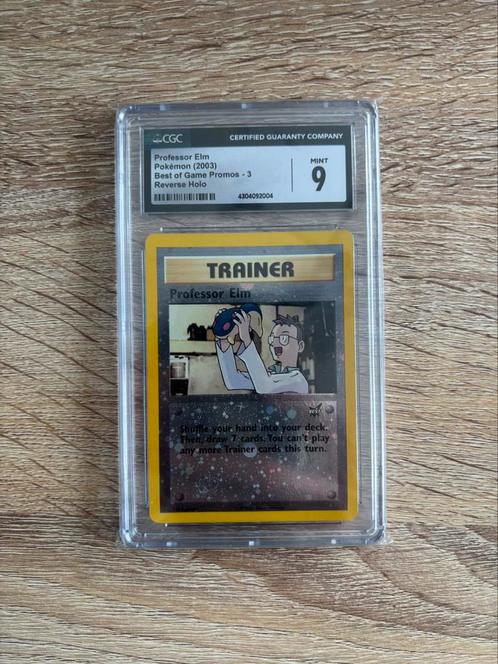 CGC
CERTIFIED GUARANTY COMPANY
Professor Elm
Pokémon (2003)
Best of Game Promos - 3
Reverse Holo
4304092004
MINT
9
TRAINER
Professor Elm
Shuffle your hand into your deck.
Then, draw 7 cards. You can't play
any more Trainer cards this turn.